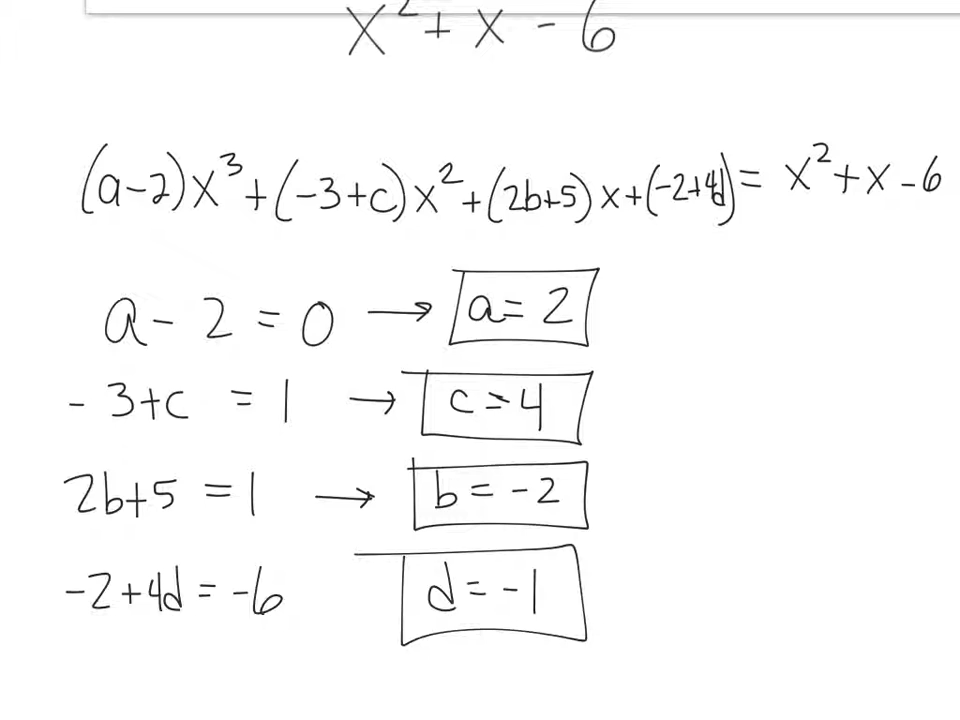 x² + x - 6
(a-2)x³+(-3+c)x²+(2b+5)x+(-2+4d)= x²+x-6
a - 2 = 0 → a = 2
- 3+c = 1 → c = 4
2b+5 = 1 → b = -2
-2+4d = -6 d = -1